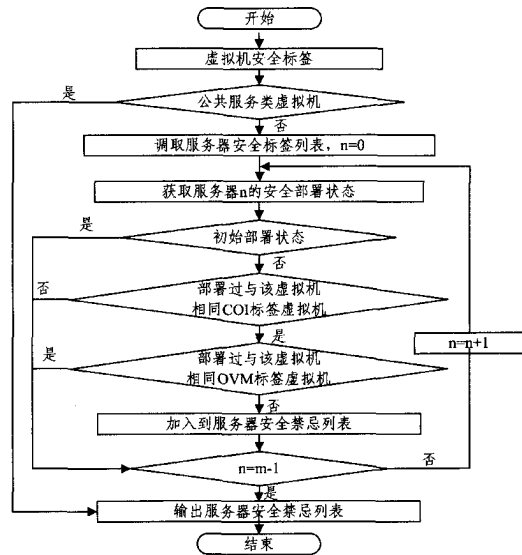 开始
虚拟机安全标签
是
公共服务类虚拟机
否
调取服务器安全标签列表，n=0
获取服务器n的安全部署状态
是
初始部署状态
否
否
部署过与该虚拟机
相同COI标签虚拟机
n=n+1
是
是
部署过与该虚拟机
相同OVM标签虚拟机
否
加入到服务器安全禁忌列表
n=m-1
否
是
输出服务器安全禁忌列表
结束